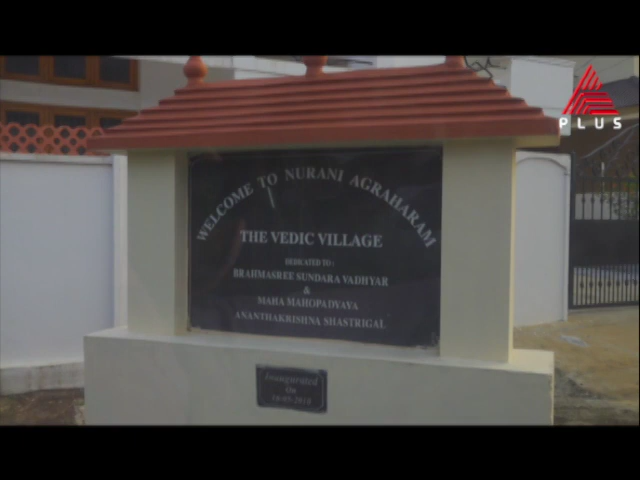 PLUS
WELCOME TO NURANI AGRAHARAM
THE VEDIC VILLAGE
DEDICATED TO :-
BRAHMASREE SUNDARA VADHYAR
&
MAHA MAHOPADYAYA
ANANTHAKRISHNA SHASTRIGAL
Inaugurated
On